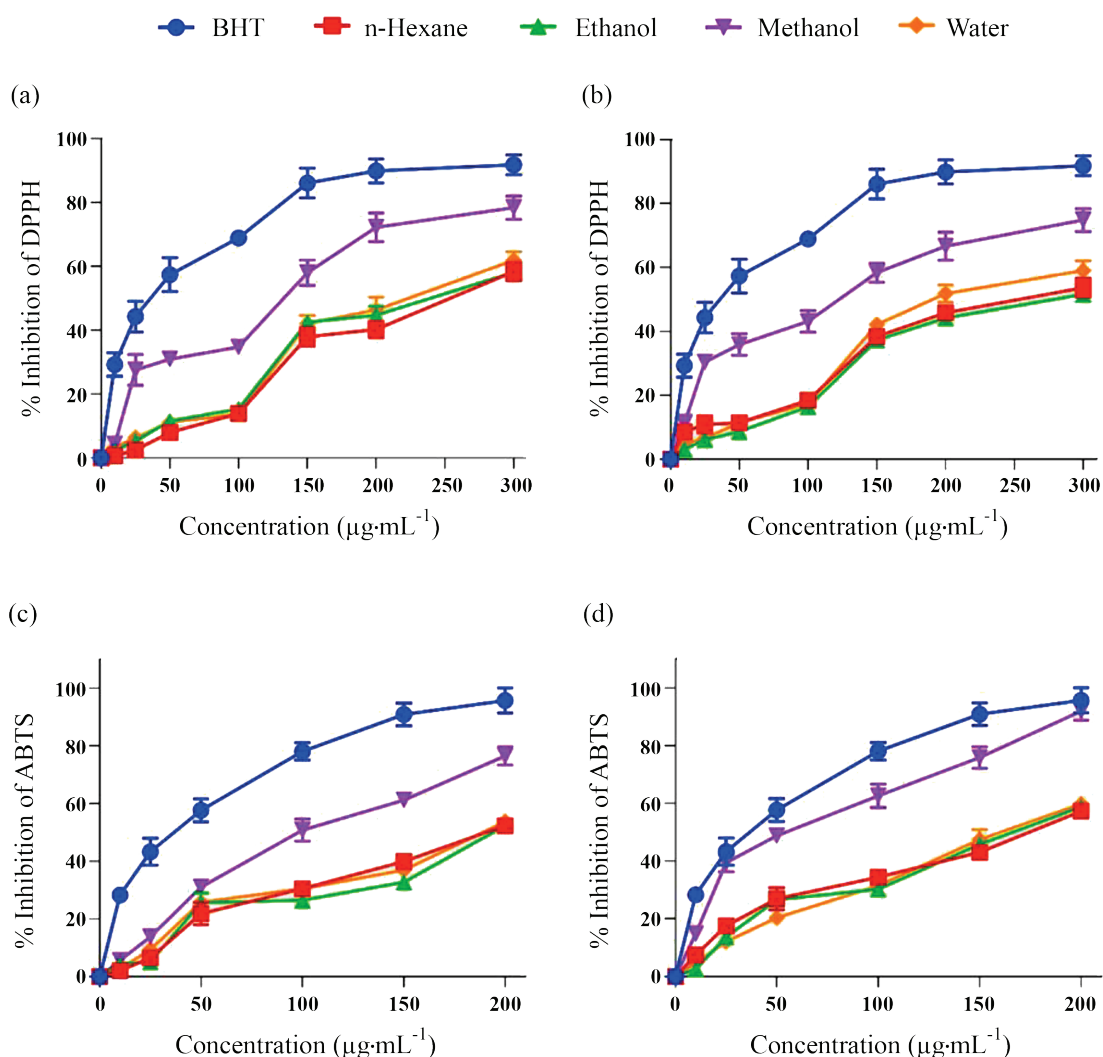 BHT n-Hexane Ethanol Methanol Water
(a)
% Inhibition of DPPH
100
80
60
40
20
0
0 50 100 150 200 250 300
Concentration (µg·mL⁻¹)
(b)
% Inhibition of DPPH
100
80
60
40
20
0
0 50 100 150 200 250 300
Concentration (µg·mL⁻¹)
(c)
% Inhibition of ABTS
100
80
60
40
20
0
0 50 100 150 200
Concentration (µg·mL⁻¹)
(d)
% Inhibition of ABTS
100
80
60
40
20
0
0 50 100 150 200
Concentration (µg·mL⁻¹)